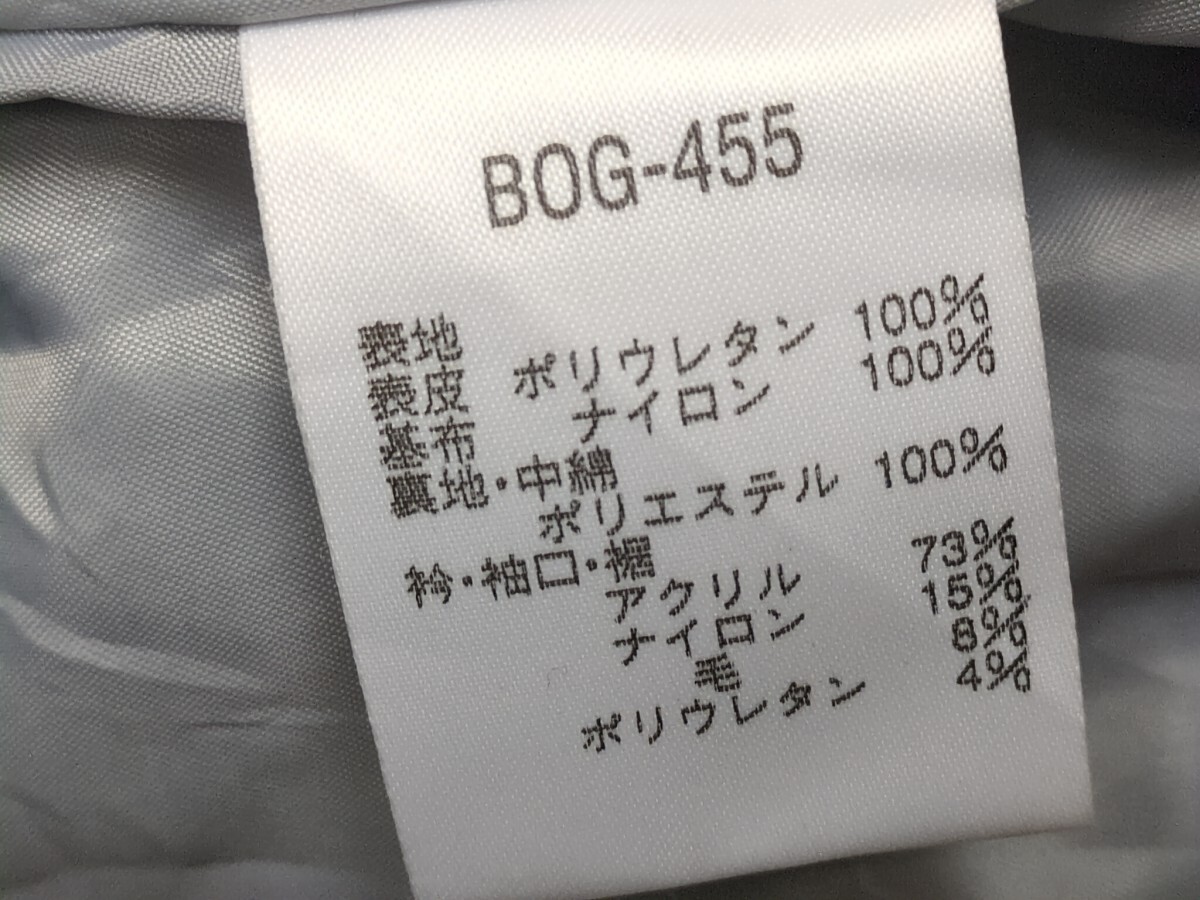 BOG-455
表地
表皮 ポリウレタン 100%
基布 ナイロン 100%
裏地・中綿
ポリエステル 100%
衿・袖口・裾
アクリル 73%
ナイロン 15%
毛 8%
ポリウレタン 4%